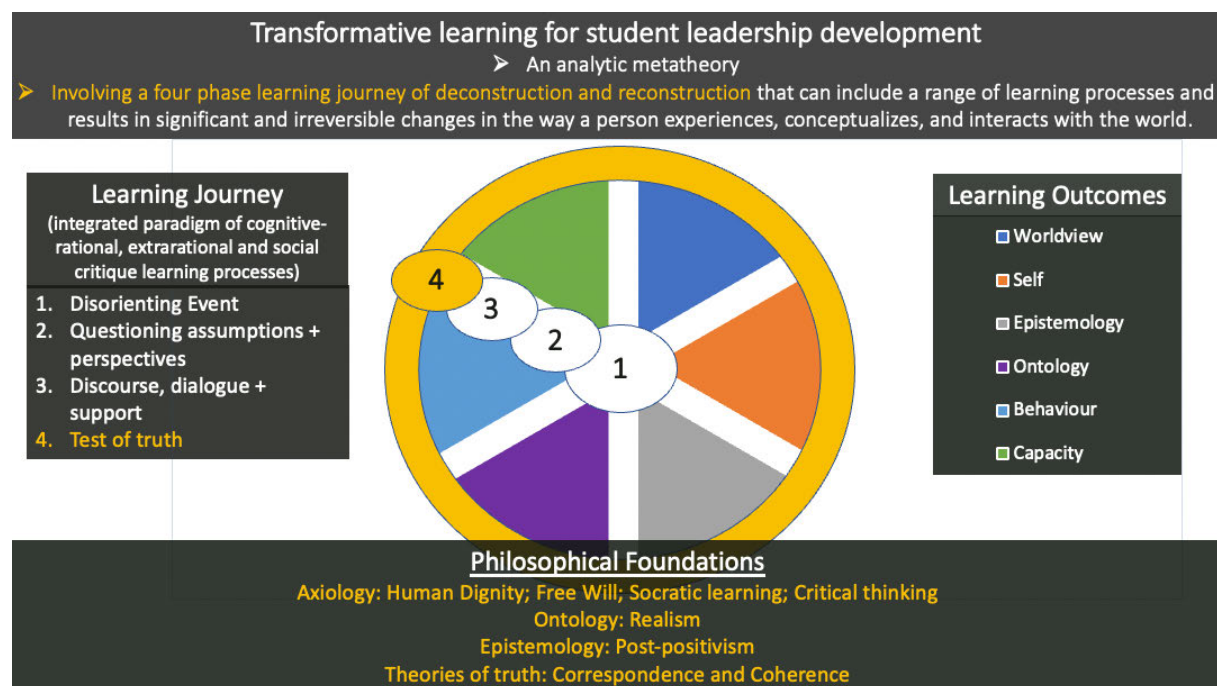 Transformative learning for student leadership development
➤ An analytic metatheory
➤ Involving a four phase learning journey of deconstruction and reconstruction that can include a range of learning processes and
results in significant and irreversible changes in the way a person experiences, conceptualizes, and interacts with the world.
Learning Journey
(integrated paradigm of cognitive-
rational, extrarational and social
critique learning processes)
1. Disorienting Event
2. Questioning assumptions +
perspectives
3. Discourse, dialogue +
support
4. Test of truth
4
3
2
1
Learning Outcomes
Worldview
Self
Epistemology
Ontology
Behaviour
Capacity
Philosophical Foundations
Axiology: Human Dignity; Free Will; Socratic learning; Critical thinking
Ontology: Realism
Epistemology: Post-positivism
Theories of truth: Correspondence and Coherence